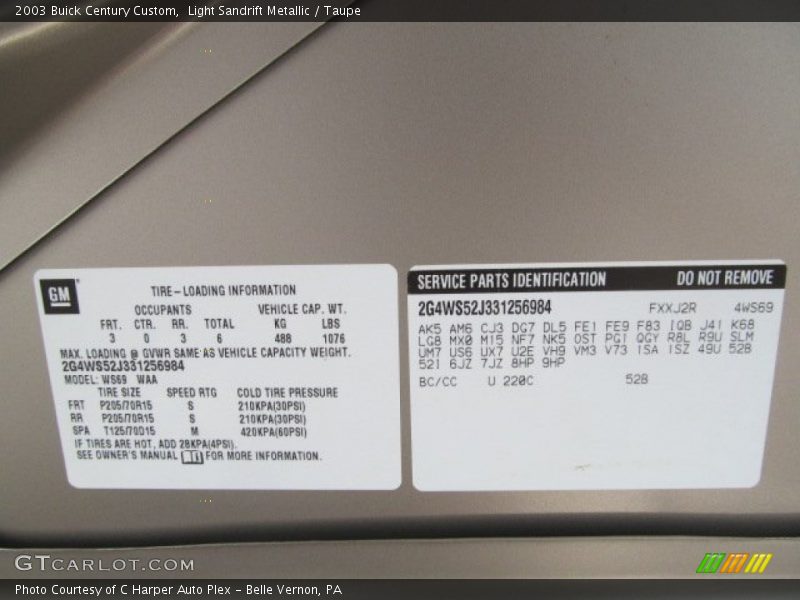 2003 Buick Century Custom,  Light Sandrift Metallic / Taupe
GM
TIRE-LOADING INFORMATION
OCCUPANTS VEHICLE CAP. WT.
FRT. CTR. RR. TOTAL KG LBS
3 0 3 6 488 1076
MAX. LOADING @ GVWR SAME AS VEHICLE CAPACITY WEIGHT.
2G4WS52J331256984
MODEL: WS69 WAA
TIRE SIZE SPEED RTG COLD TIRE PRESSURE
FRT P205/70R15 S 210KPA(30PSI)
RR P205/70R15 S 210KPA(30PSI)
SPA T125/70D15 M 420KPA(60PSI)
IF TIRES ARE HOT, ADD 28KPA(4PSI).
SEE OWNER'S MANUAL FOR MORE INFORMATION.
SERVICE PARTS IDENTIFICATION DO NOT REMOVE
2G4WS52J331256984 FXXJ2R 4WS69
AK5 AM6 CJ3 DG7 DL5 FE1 FE9 F83 IQB J41 K68
LG8 MX0 M15 NF7 NK5 OST PGI QGY R8L R9U SLM
UM7 US6 UX7 U2E VH9 VM3 V73 ISA ISZ 49U 52B
52I 6JZ 7JZ 8HP 9HP
BC/CC U 220C 52B
GTCARLOT.COM
Photo Courtesy of C Harper Auto Plex – Belle Vernon, PA